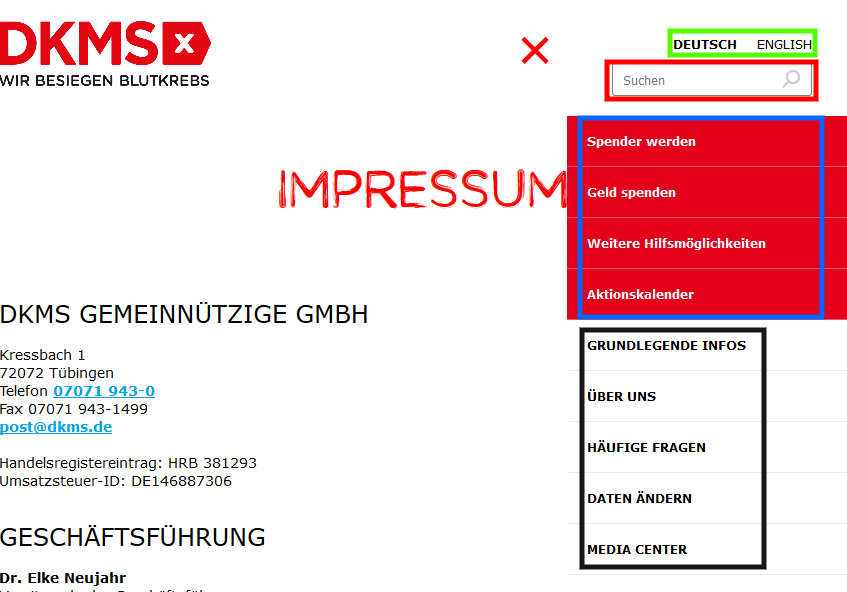 DKMS x
WIR BESIEGEN BLUTKREBS
DEUTSCH ENGLISH
Suchen
Spender werden
Geld spenden
Weitere Hilfsmöglichkeiten
Aktionskalender
GRUNDLEGENDE INFOS
ÜBER UNS
HÄUFIGE FRAGEN
DATEN ÄNDERN
MEDIA CENTER
IMPRESSUM
DKMS GEMEINNÜTZIGE GMBH
Kressbach 1
72072 Tübingen
Telefon 07071 943-0
Fax 07071 943-1499
post@dkms.de
Handelsregistereintrag: HRB 381293
Umsatzsteuer-ID: DE146887306
GESCHÄFTSFÜHRUNG
Dr. Elke Neujahr